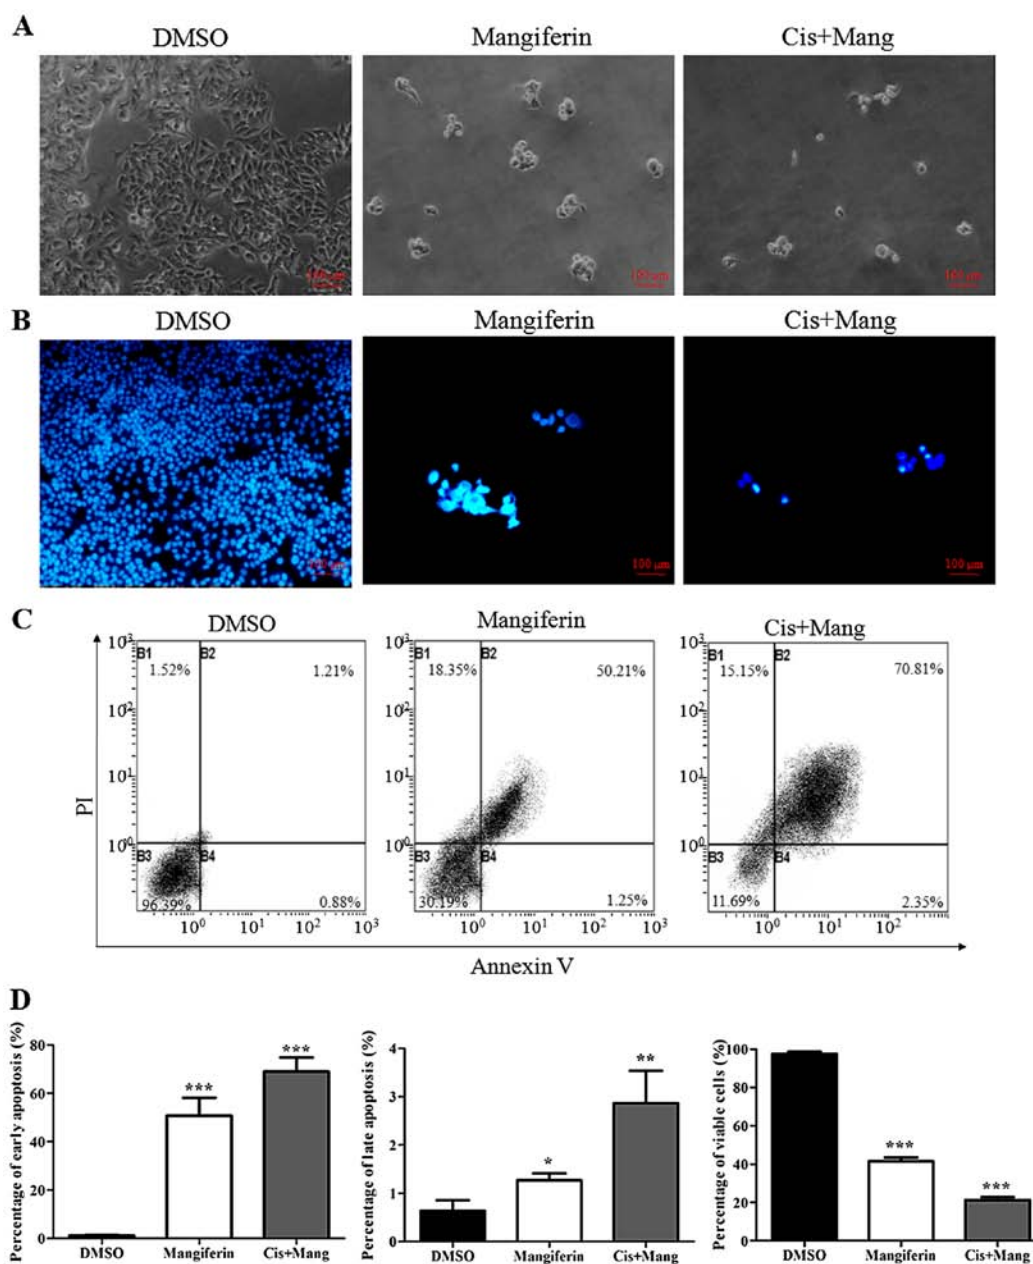 A
DMSO Mangiferin Cis+Mang
100 μm 100 μm 100 μm
B
DMSO Mangiferin Cis+Mang
100 μm 100 μm 100 μm
C
DMSO Mangiferin Cis+Mang
PI
10³ B1 B2
1.52% 1.21%
10²
10¹
10⁰
B3 B4
96.39% 0.88%
10⁰ 10¹ 10² 10³
10³ B1 B2
18.35% 50.21%
10²
10¹
10⁰
B3 B4
30.19% 1.25%
10⁰ 10¹ 10² 10³
10³ B1 B2
15.15% 70.81%
10²
10¹
10⁰
B3 B4
11.69% 2.35%
10⁰ 10¹ 10²
Annexin V
D
Percentage of early apoptosis (%)
80
60
40
20
0
*** ***
DMSO Mangiferin Cis+Mang
Percentage of late apoptosis (%)
4
3
2
1
0
* **
DMSO Mangiferin Cis+Mang
Percentage of viable cells (%)
100
80
60
40
20
0
*** ***
DMSO Mangiferin Cis+Mang